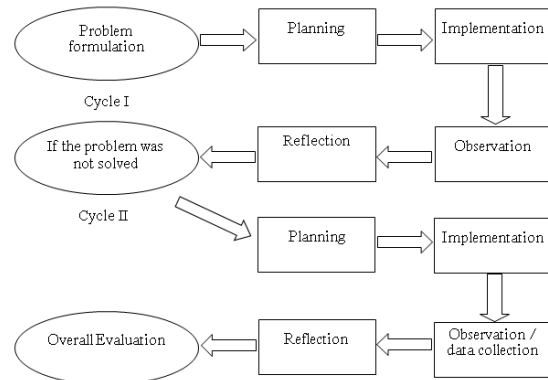 Problem
formulation
Planning
Implementation
Cycle I
If the problem was
not solved
Reflection
Observation
Cycle II
Planning
Implementation
Overall Evaluation
Reflection
Observation /
data collection